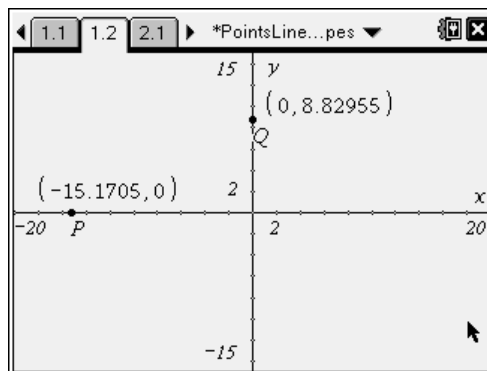 1.1 1.2 2.1 *PointsLine...pes
15 y
(0,8.82955)
Q
(-15.1705,0) 2 x
-20 P 2 20
-15